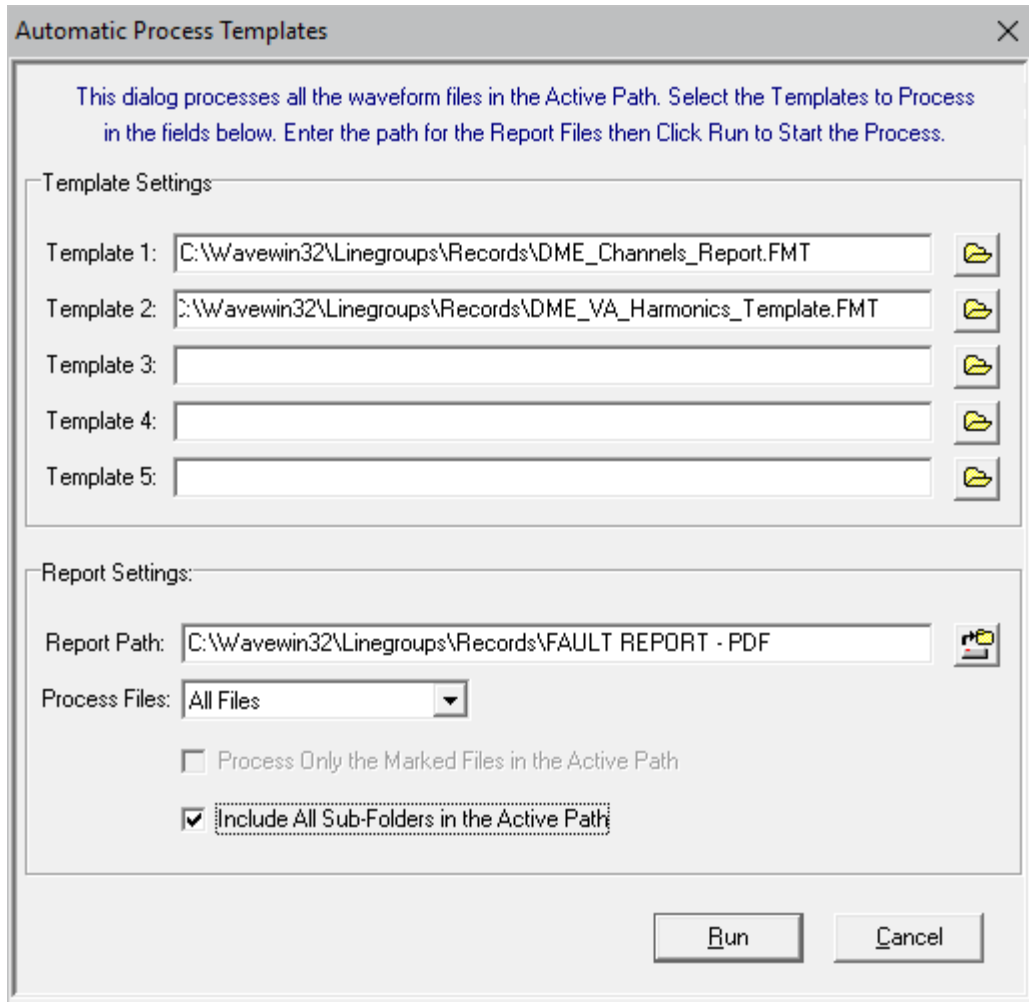 Automatic Process Templates
This dialog processes all the waveform files in the Active Path. Select the Templates to Process
in the fields below. Enter the path for the Report Files then Click Run to Start the Process.
Template Settings
Template 1: C:\Wavewin32\Linegroups\Records\DME_Channels_Report.FMT
Template 2: C:\Wavewin32\Linegroups\Records\DME_VA_Harmonics_Template.FMT
Template 3:
Template 4:
Template 5:
Report Settings:
Report Path: C:\Wavewin32\Linegroups\Records\FAULT REPORT - PDF
Process Files: All Files
Process Only the Marked Files in the Active Path
Include All Sub-Folders in the Active Path
Run Cancel